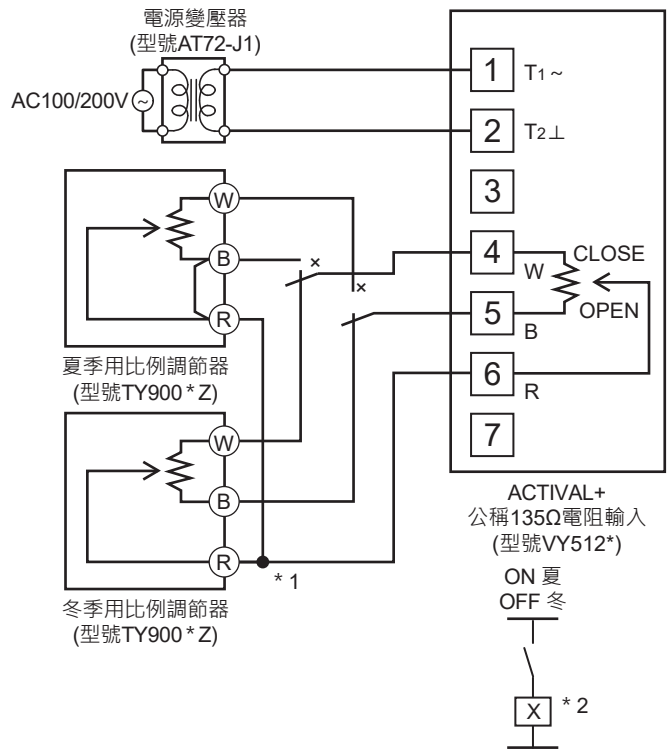 電源變壓器
(型號AT72-J1)
AC100/200V
~
1
T1~
2
T2⊥
3
4
W
CLOSE
5
B
OPEN
6
R
7
W
B
R
×
×
夏季用比例調節器
(型號TY900*Z)
W
B
R
*1
冬季用比例調節器
(型號TY900*Z)
ACTIVAL+
公稱135Ω電阻輸入
(型號VY512*)
ON 夏
OFF 冬
X
*2